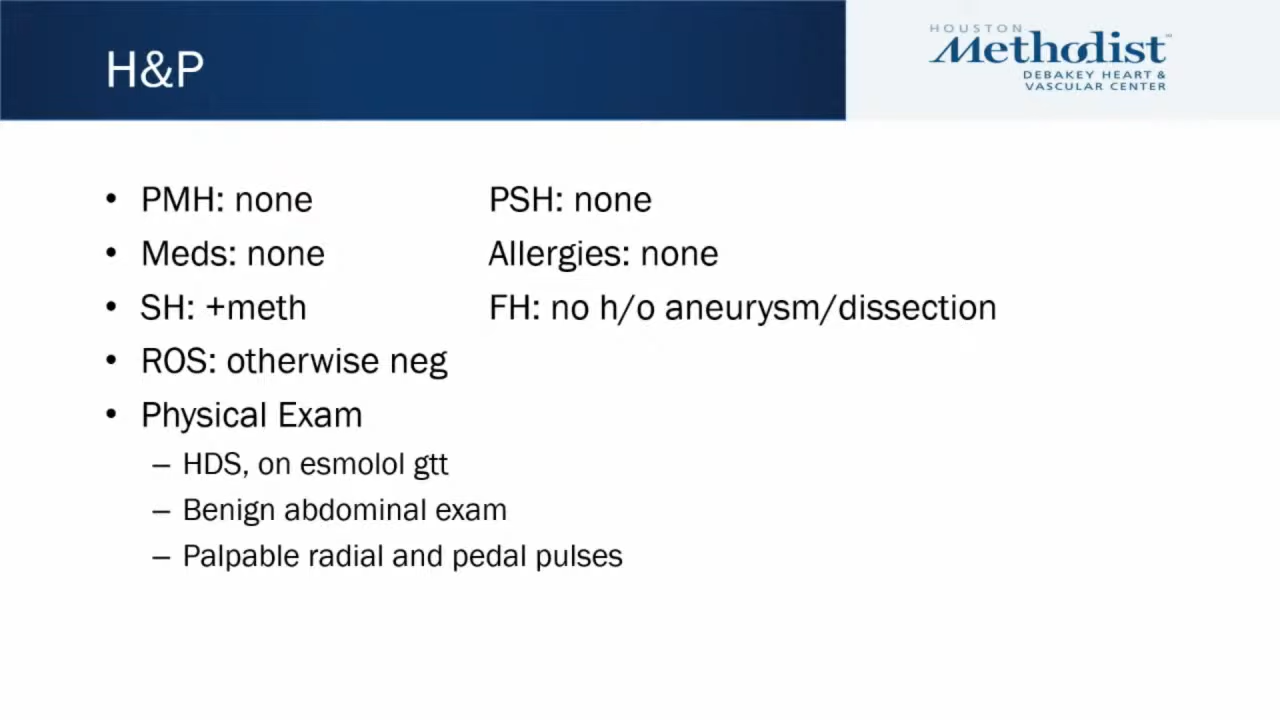 H&P
HOUSTON
Methodist
DEBAKEY HEART &
VASCULAR CENTER
• PMH: none PSH: none
• Meds: none Allergies: none
• SH: +meth FH: no h/o aneurysm/dissection
• ROS: otherwise neg
• Physical Exam
– HDS, on esmolol gtt
– Benign abdominal exam
– Palpable radial and pedal pulses